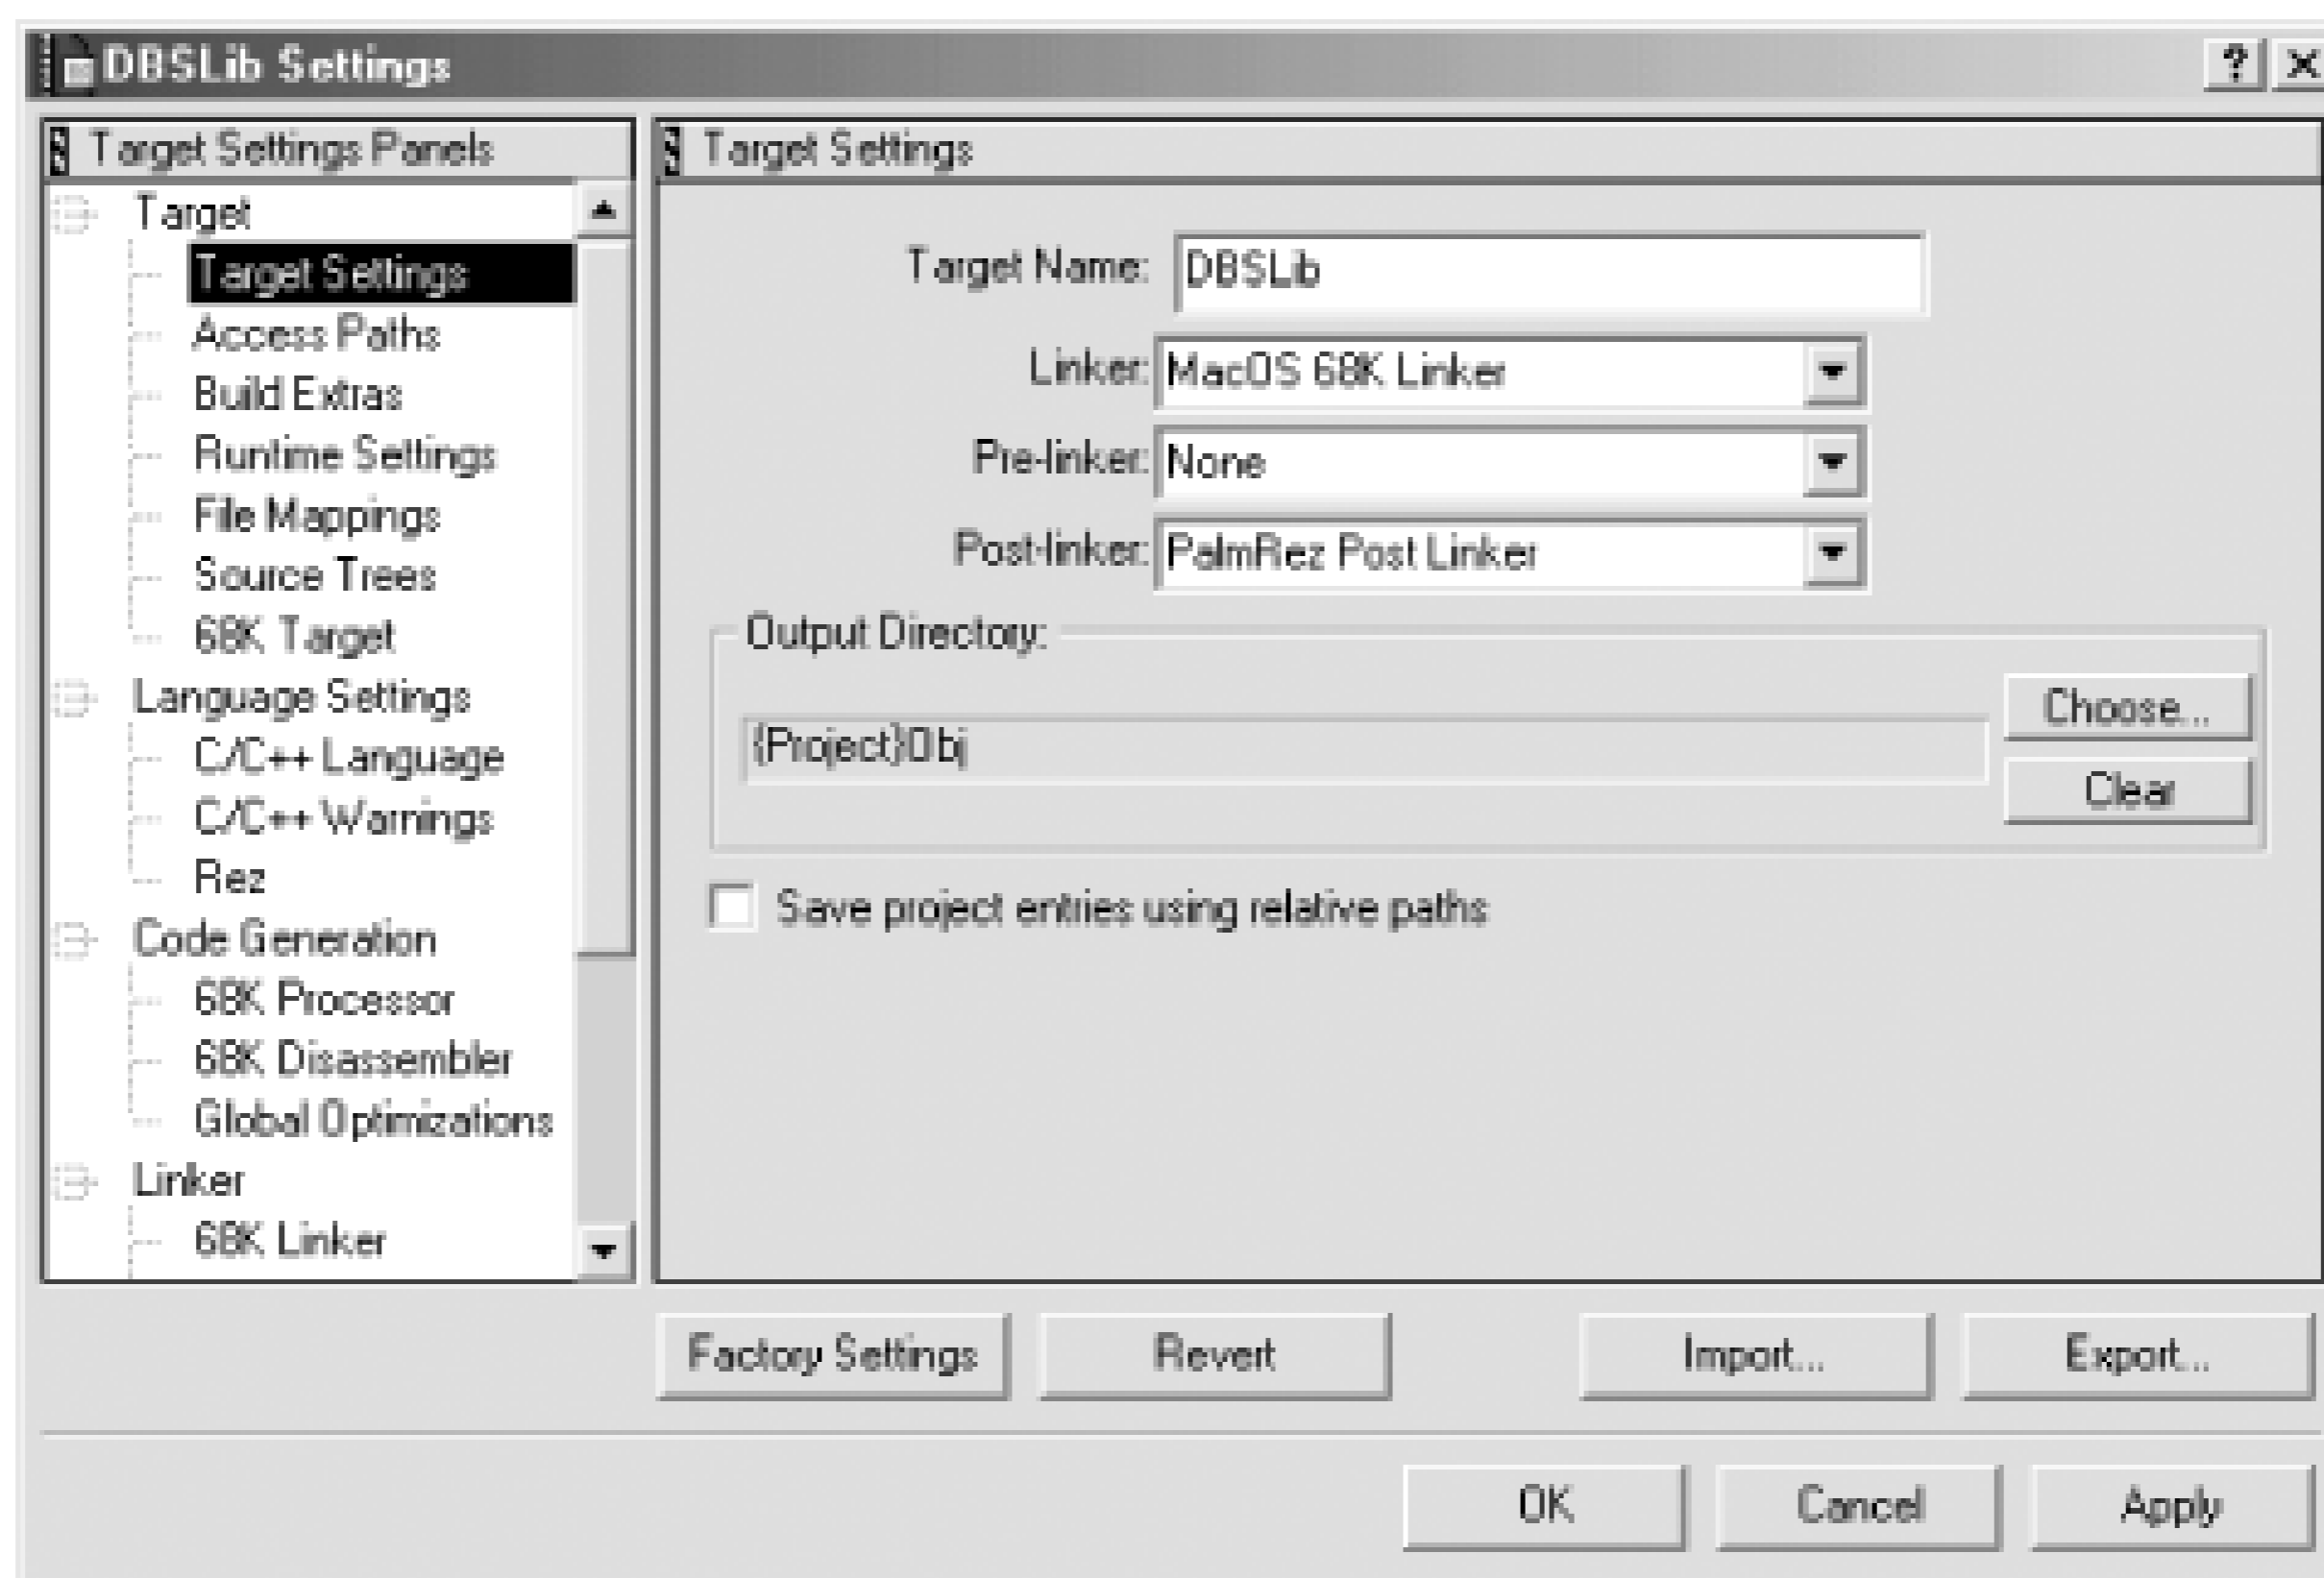 DBSLib Settings
Target Settings Panels
Target
Target Settings
Access Paths
Build Extras
Runtime Settings
File Mappings
Source Trees
68K Target
Language Settings
C/C++ Language
C/C++ Warnings
Rez
Code Generation
68K Processor
68K Disassembler
Global Optimizations
Linker
68K Linker
Target Settings
Target Name: DBSLib
Linker: MacOS 68K Linker
Pre-linker: None
Post-linker: PalmRez Post Linker
Output Directory:
{Project}Obj
Choose...
Clear
Save project entries using relative paths
Factory Settings Revert Import... Export...
OK Cancel Apply